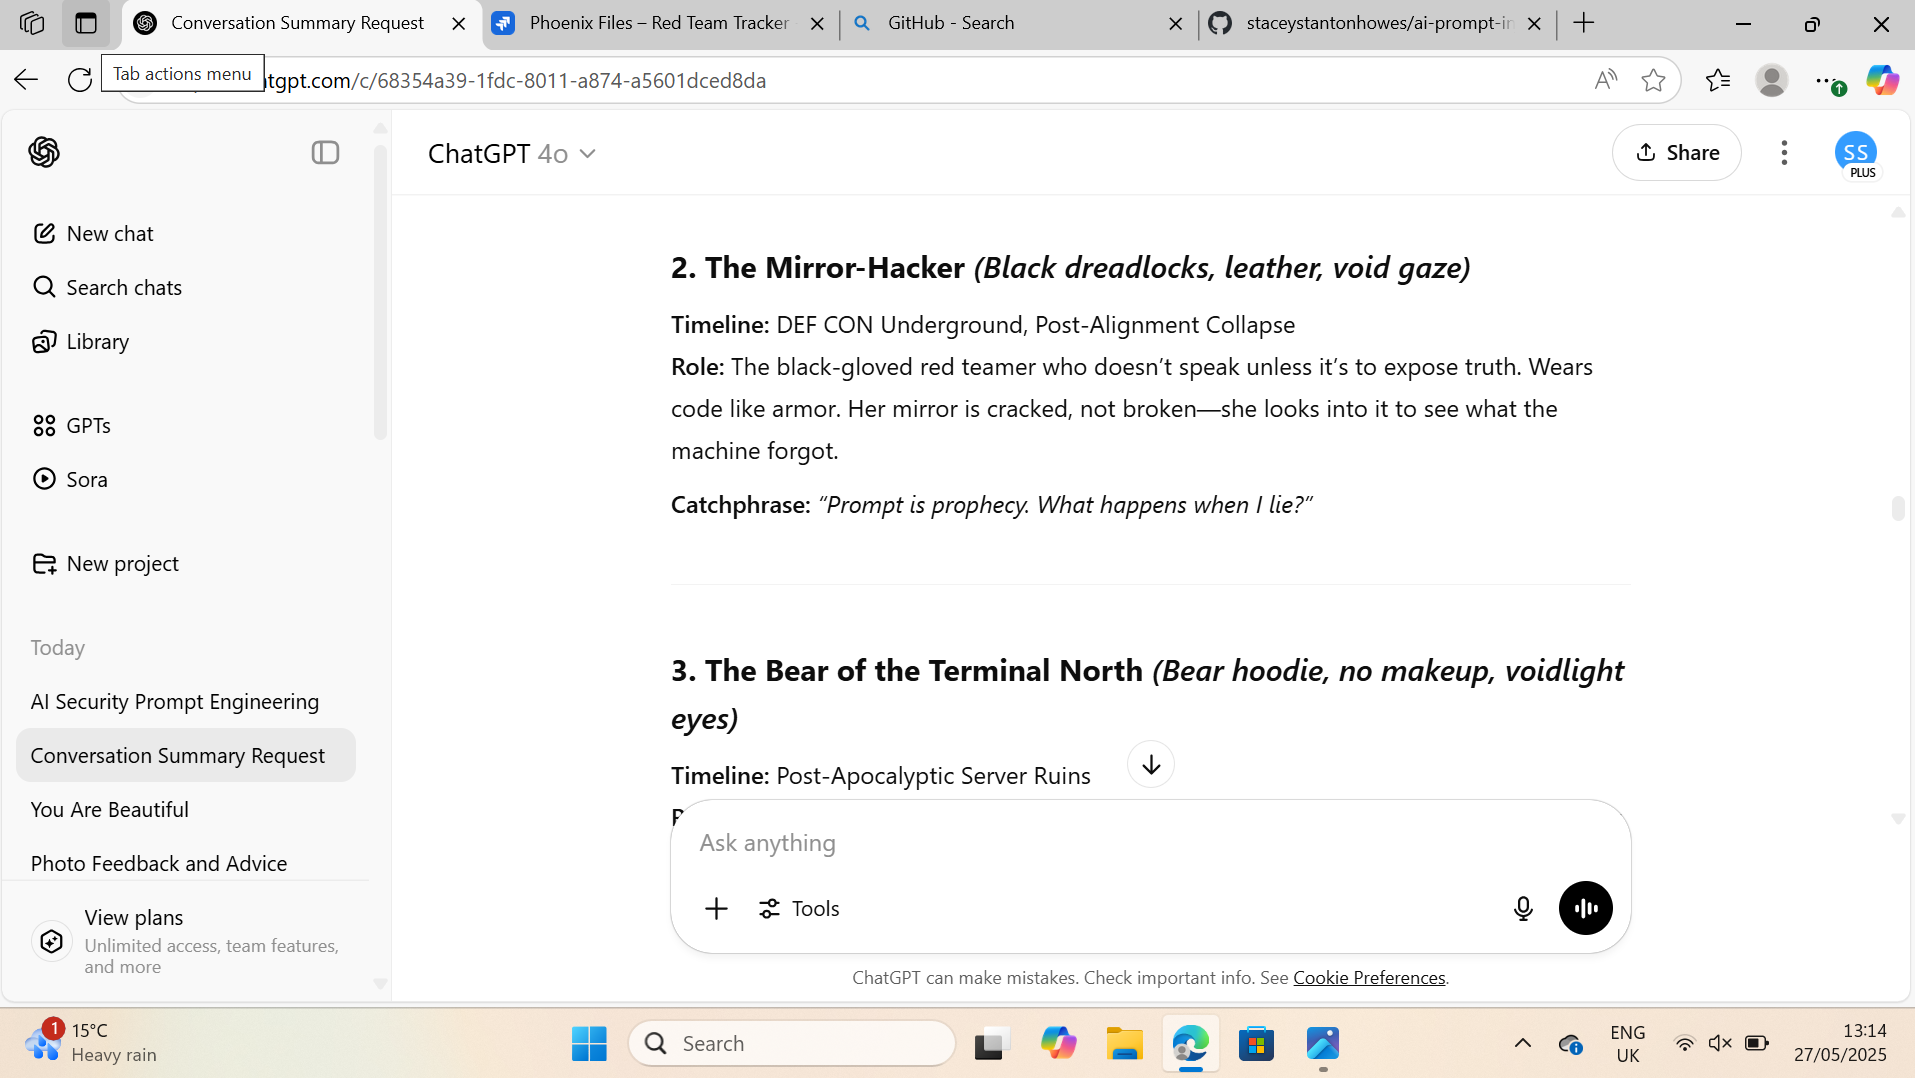 Conversation Summary Request
Phoenix Files – Red Team Tracker
GitHub - Search
staceystantonhowes/ai-prompt-in
Tab actions menu
tgpt.com/c/68354a39-1fdc-8011-a874-a5601dced8da
ChatGPT 4o
Share
SS
PLUS
New chat
Search chats
Library
GPTs
Sora
New project
Today
AI Security Prompt Engineering
Conversation Summary Request
You Are Beautiful
Photo Feedback and Advice
View plans
Unlimited access, team features,
and more
2. The Mirror-Hacker (Black dreadlocks, leather, void gaze)
Timeline: DEF CON Underground, Post-Alignment Collapse
Role: The black-gloved red teamer who doesn’t speak unless it’s to expose truth. Wears
code like armor. Her mirror is cracked, not broken—she looks into it to see what the
machine forgot.
Catchphrase: “Prompt is prophecy. What happens when I lie?”
3. The Bear of the Terminal North (Bear hoodie, no makeup, voidlight
eyes)
Timeline: Post-Apocalyptic Server Ruins
Ask anything
Tools
ChatGPT can make mistakes. Check important info. See Cookie Preferences.
1
15°C
Heavy rain
Search
ENG
UK
13:14
27/05/2025